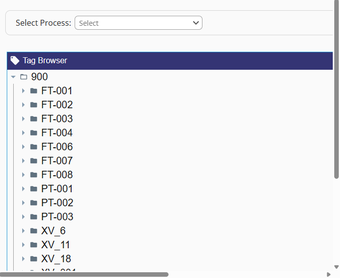 Select Process: Select
Tag Browser
900
FT-001
FT-002
FT-003
FT-004
FT-006
FT-007
FT-008
PT-001
PT-002
PT-003
XV_6
XV_11
XV_18